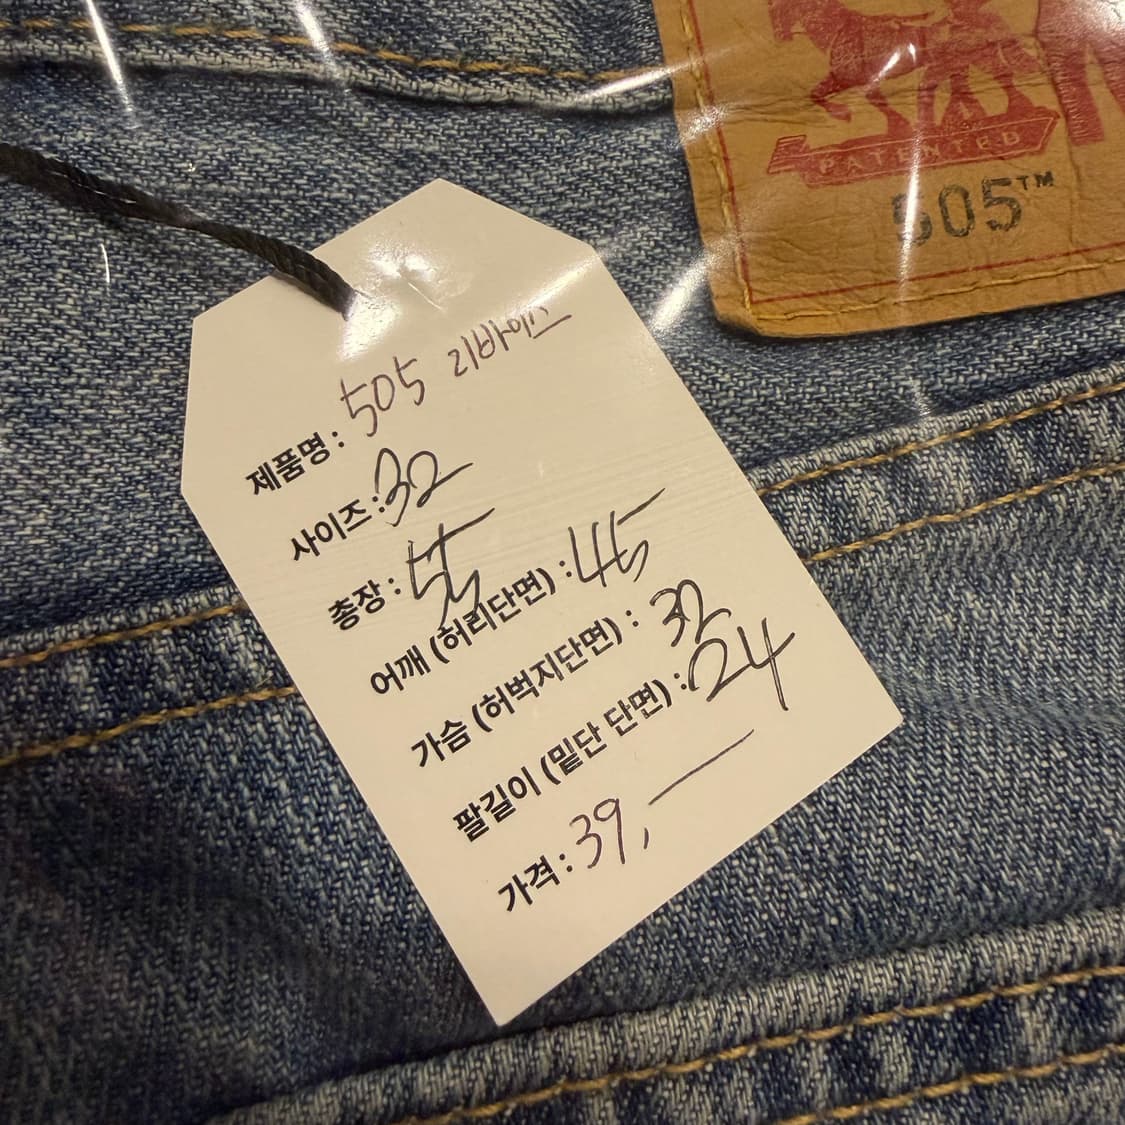 PATENTED
505™
제품명 : 505 리바이스
사이즈 : 32
총장 : 55
어깨 (허리단면) : 45
가슴 (허벅지단면) : 32
팔길이 (밑단 단면) : 24
가격 : 39,—